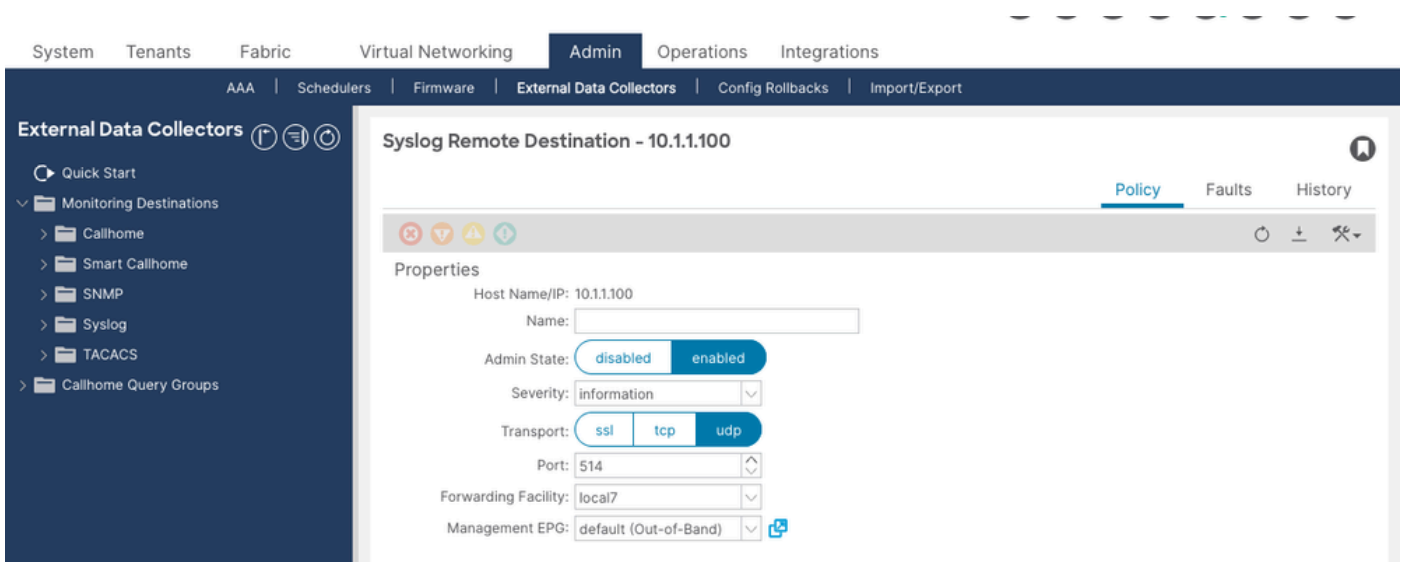 System Tenants Fabric Virtual Networking Admin Operations Integrations
AAA | Schedulers | Firmware | External Data Collectors | Config Rollbacks | Import/Export
External Data Collectors
Quick Start
Monitoring Destinations
Callhome
Smart Callhome
SNMP
Syslog
TACACS
Callhome Query Groups
Syslog Remote Destination - 10.1.1.100
Policy Faults History
Properties
Host Name/IP: 10.1.1.100
Name:
Admin State: disabled enabled
Severity: information
Transport: ssl tcp udp
Port: 514
Forwarding Facility: local7
Management EPG: default (Out-of-Band)